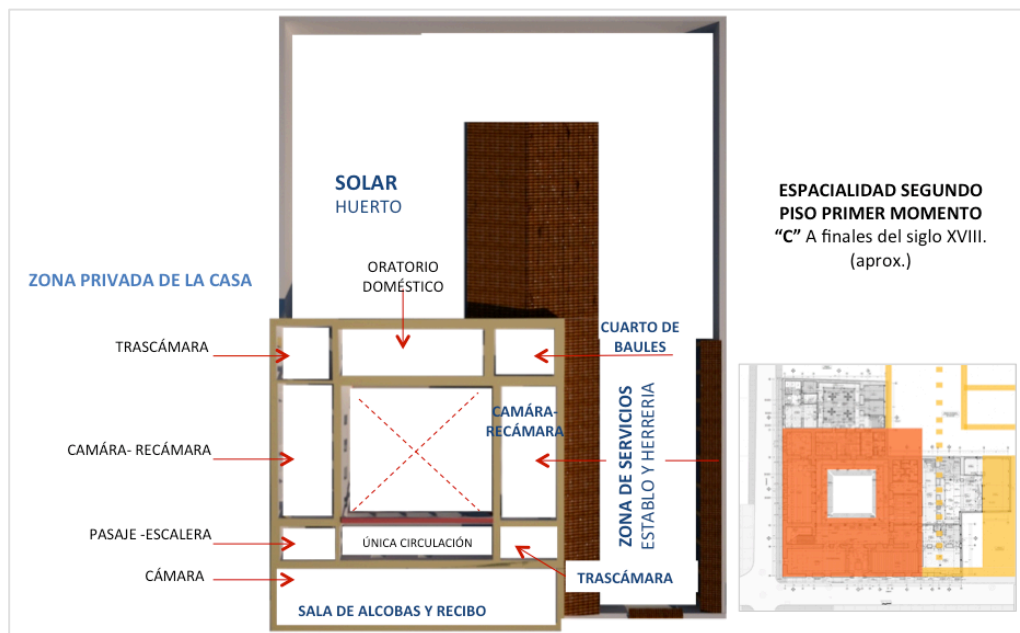 SOLAR
HUERTO
ESPACIALIDAD SEGUNDO
PISO PRIMER MOMENTO
“C” A finales del siglo XVIII.
(aprox.)
ZONA PRIVADA DE LA CASA
ORATORIO
DOMÉSTICO
TRASCÁMARA
CUARTO DE
BAULES
CAMÁRA-
RECÁMARA
CAMÁRA- RECÁMARA
ZONA DE SERVICIOS
ESTABLO Y HERRERIA
PASAJE -ESCALERA
ÚNICA CIRCULACIÓN
CÁMARA
TRASCÁMARA
SALA DE ALCOBAS Y RECIBO